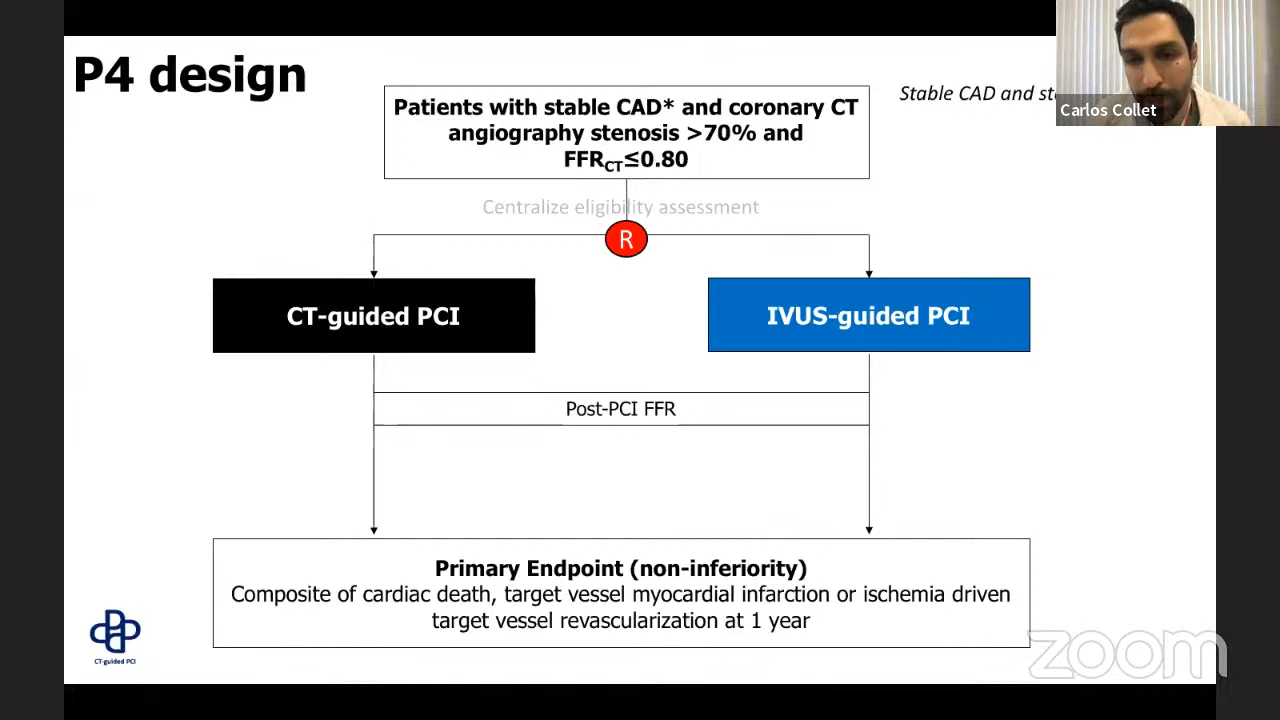 P4 design
Patients with stable CAD* and coronary CT
angiography stenosis >70% and
FFRCT≤0.80
Stable CAD and
Carlos Collet
Centralize eligibility assessment
R
CT-guided PCI
IVUS-guided PCI
Post-PCI FFR
Primary Endpoint (non-inferiority)
Composite of cardiac death, target vessel myocardial infarction or ischemia driven
target vessel revascularization at 1 year
CT-guided PCI
zoom